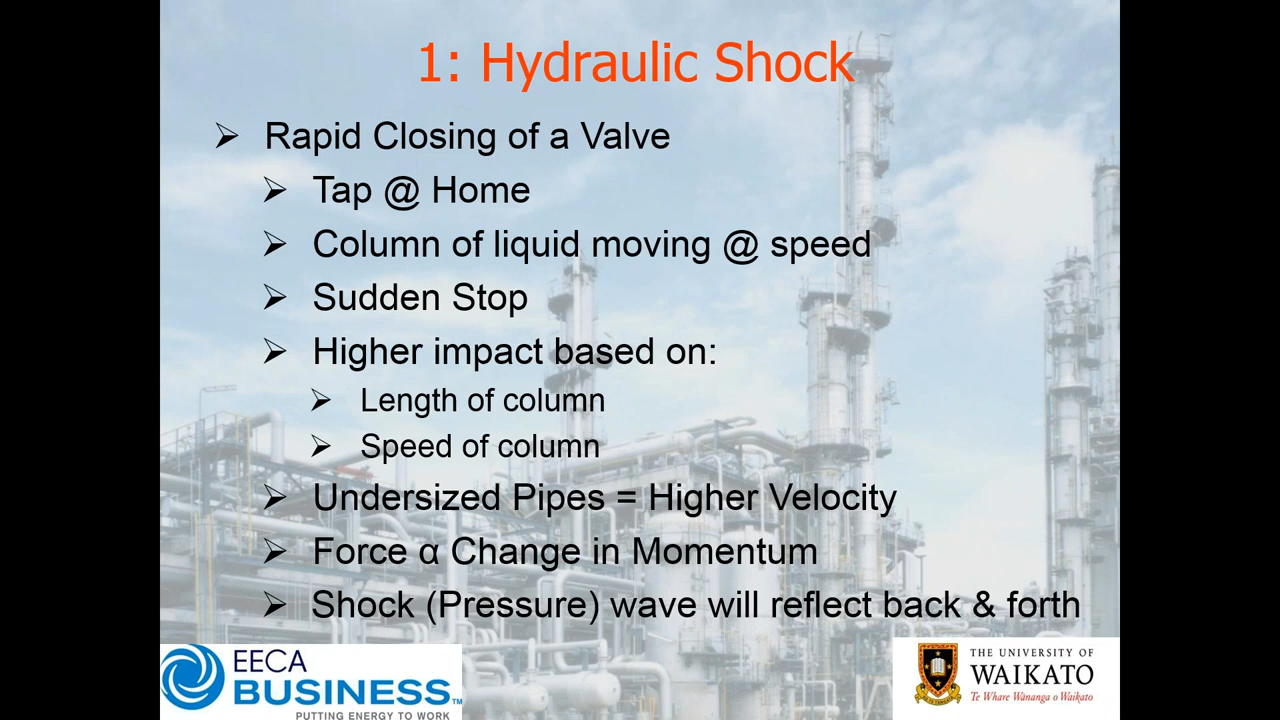 1: Hydraulic Shock
➢ Rapid Closing of a Valve
➢ Tap @ Home
➢ Column of liquid moving @ speed
➢ Sudden Stop
➢ Higher impact based on:
➢ Length of column
➢ Speed of column
➢ Undersized Pipes = Higher Velocity
➢ Force α Change in Momentum
➢ Shock (Pressure) wave will reflect back & forth
EECA
BUSINESS™
PUTTING ENERGY TO WORK
THE UNIVERSITY OF
WAIKATO
Te Whare Wānanga o Waikato